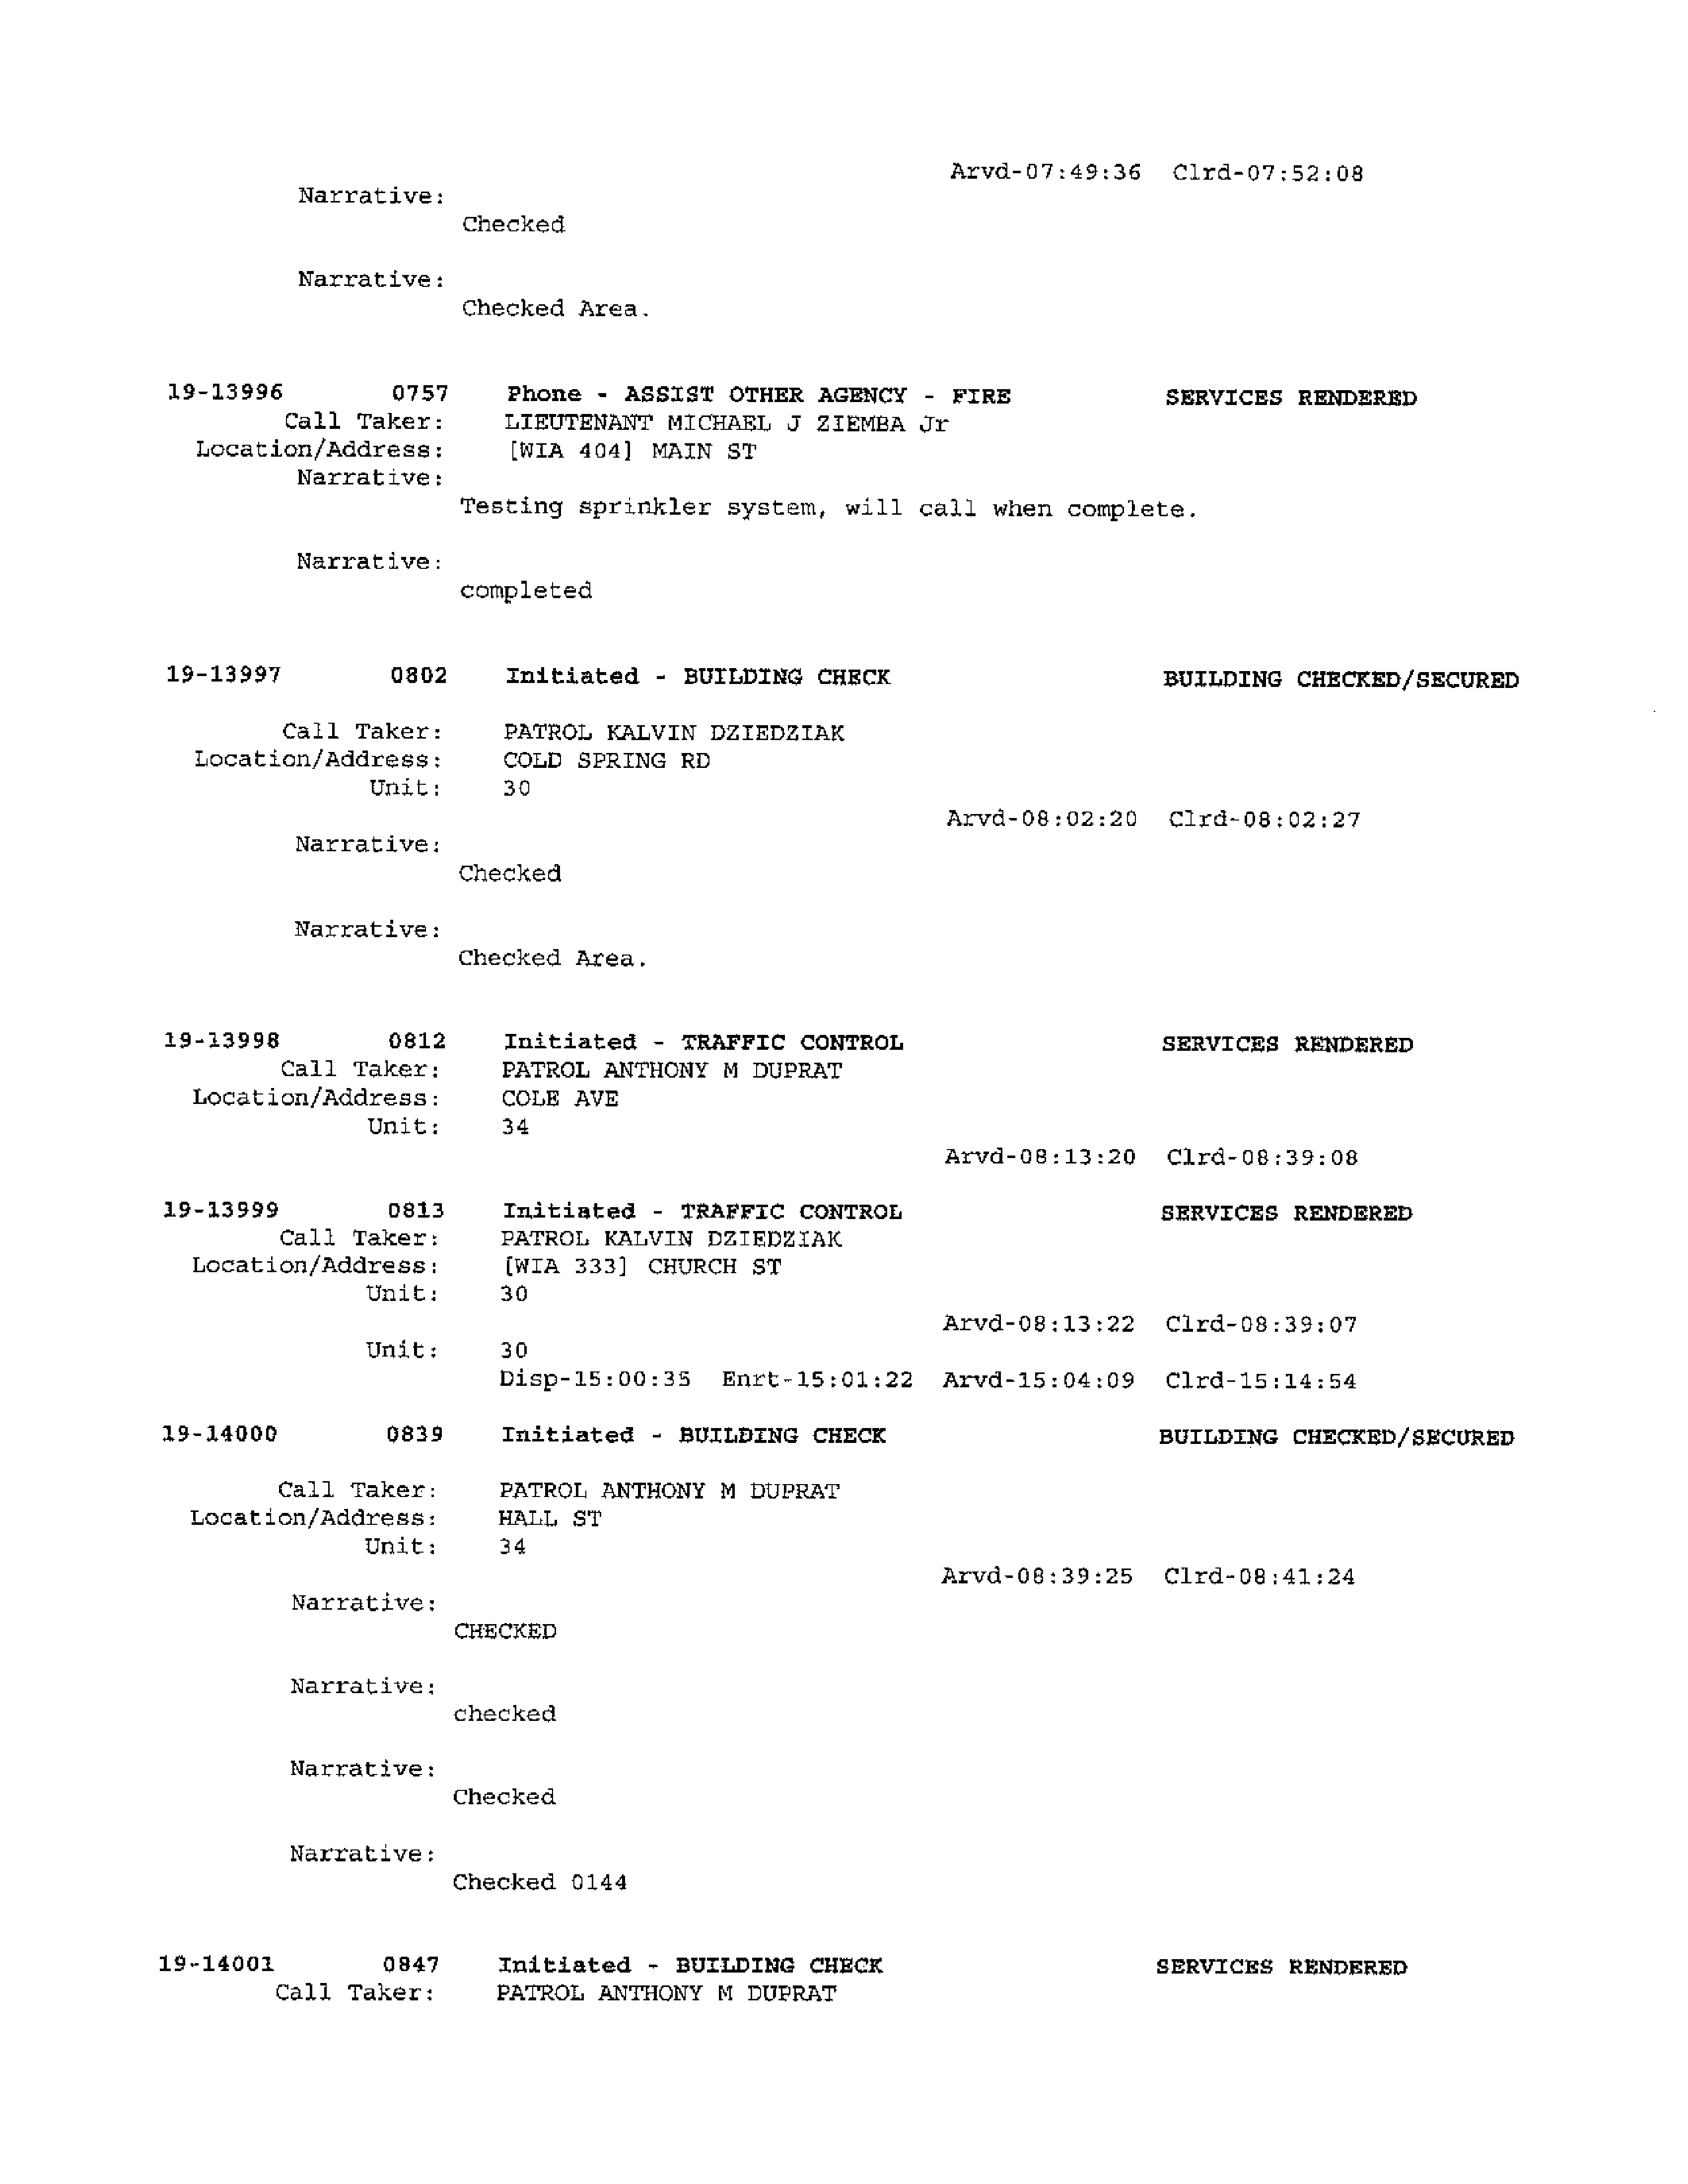 Arvd-07:49:36 Clrd-07:52:08
Narrative:
Checked
Narrative:
Checked Area.
19-13996 0757 Phone - ASSIST OTHER AGENCY - FIRE SERVICES RENDERED
Call Taker: LIEUTENANT MICHAEL J ZIEMBA Jr
Location/Address: [WIA 404] MAIN ST
Narrative:
Testing sprinkler system, will call when complete.
Narrative:
completed
19-13997 0802 Initiated - BUILDING CHECK BUILDING CHECKED/SECURED
Call Taker: PATROL KALVIN DZIEDZIAK
Location/Address: COLD SPRING RD
Unit: 30
Arvd-08:02:20 Clrd-08:02:27
Narrative:
Checked
Narrative:
Checked Area.
19-13998 0812 Initiated - TRAFFIC CONTROL SERVICES RENDERED
Call Taker: PATROL ANTHONY M DUPRAT
Location/Address: COLE AVE
Unit: 34
Arvd-08:13:20 Clrd-08:39:08
19-13999 0813 Initiated - TRAFFIC CONTROL SERVICES RENDERED
Call Taker: PATROL KALVIN DZIEDZIAK
Location/Address: [WIA 333] CHURCH ST
Unit: 30
Arvd-08:13:22 Clrd-08:39:07
Unit: 30
Disp-15:00:35 Enrt-15:01:22 Arvd-15:04:09 Clrd-15:14:54
19-14000 0839 Initiated - BUILDING CHECK BUILDING CHECKED/SECURED
Call Taker: PATROL ANTHONY M DUPRAT
Location/Address: HALL ST
Unit: 34
Arvd-08:39:25 Clrd-08:41:24
Narrative:
CHECKED
Narrative:
checked
Narrative:
Checked
Narrative:
Checked 0144
19-14001 0847 Initiated - BUILDING CHECK SERVICES RENDERED
Call Taker: PATROL ANTHONY M DUPRAT